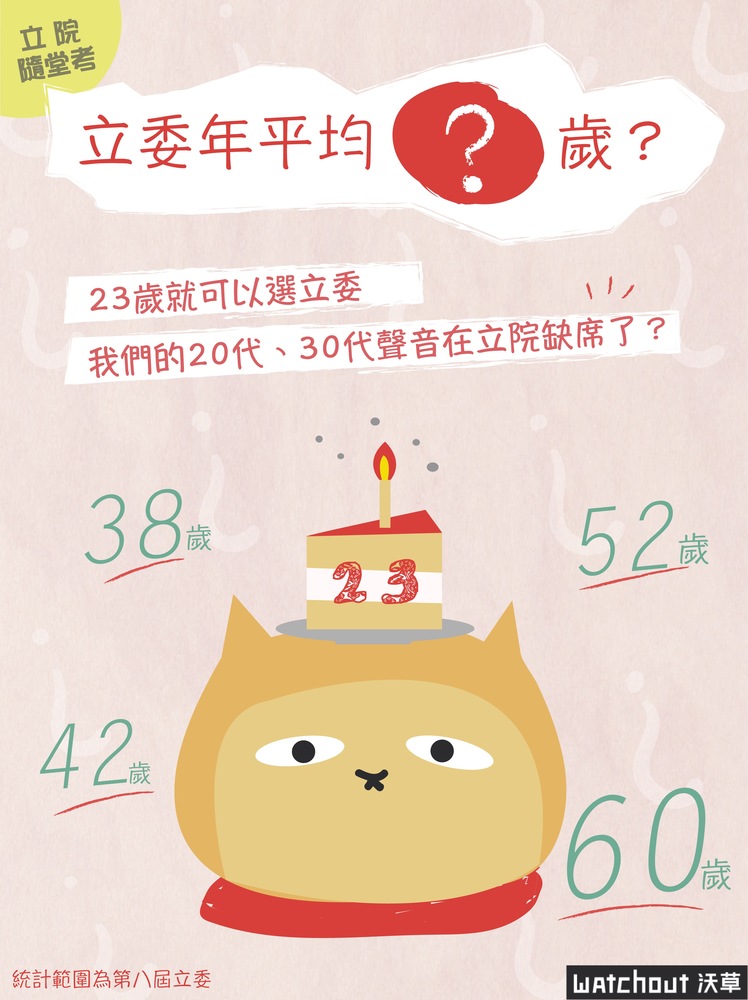 立院
隨堂考
立委年平均?歲?
23歲就可以選立委
我們的20代、30代聲音在立院缺席了?
38歲
52歲
23
42歲
60歲
統計範圍為第八屆立委
watchout 沃草